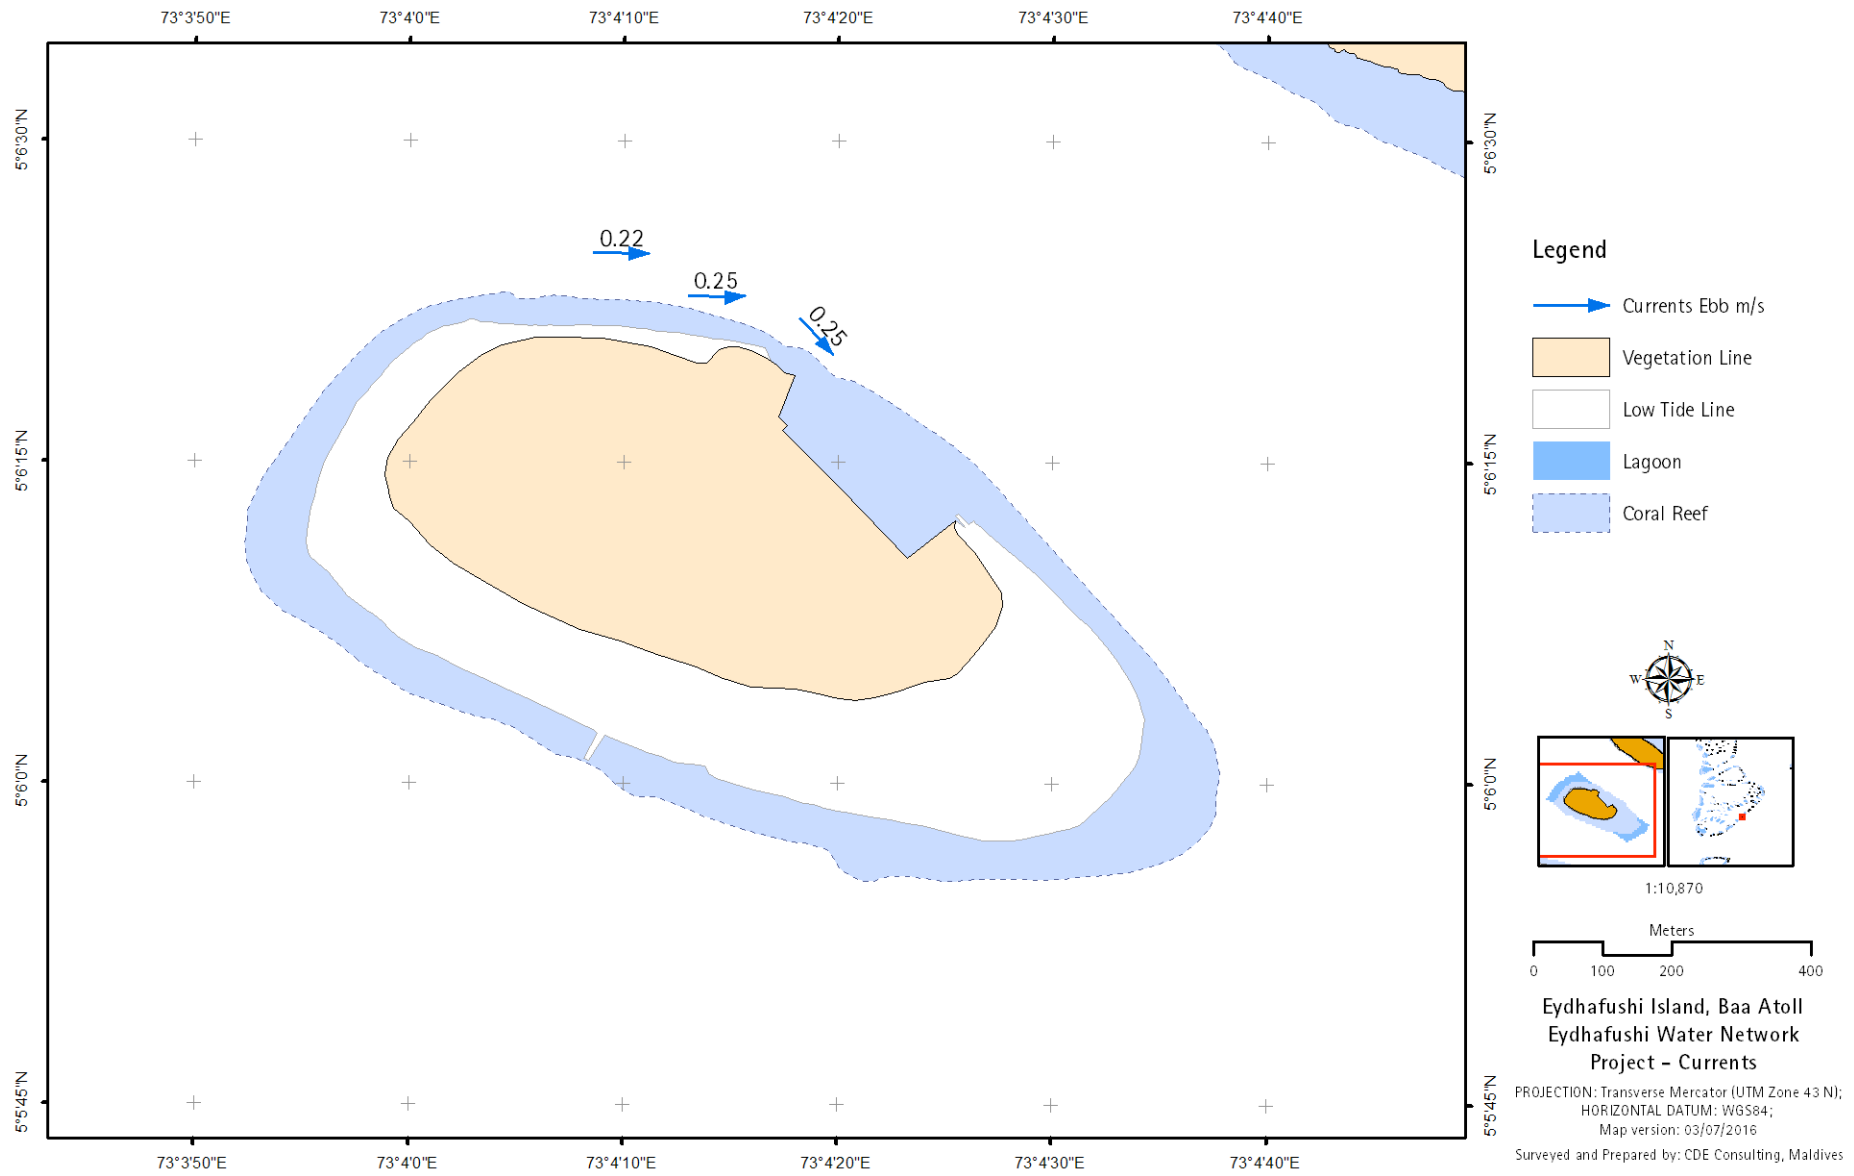 73°3'50"E
73°4'0"E
73°4'10"E
73°4'20"E
73°4'30"E
73°4'40"E
5°6'30"N
5°6'30"N
0.22
0.25
0.25
5°6'15"N
5°6'15"N
5°6'0"N
5°6'0"N
5°5'45"N
5°5'45"N
73°3'50"E
73°4'0"E
73°4'10"E
73°4'20"E
73°4'30"E
73°4'40"E
Legend
Currents Ebb m/s
Vegetation Line
Low Tide Line
Lagoon
Coral Reef
N
W E
S
1:10,870
Meters
0 100 200 400
Eydhafushi Island, Baa Atoll
Eydhafushi Water Network
Project - Currents
PROJECTION: Transverse Mercator (UTM Zone 43 N);
HORIZONTAL DATUM: WGS84;
Map version: 03/07/2016
Surveyed and Prepared by: CDE Consulting, Maldives